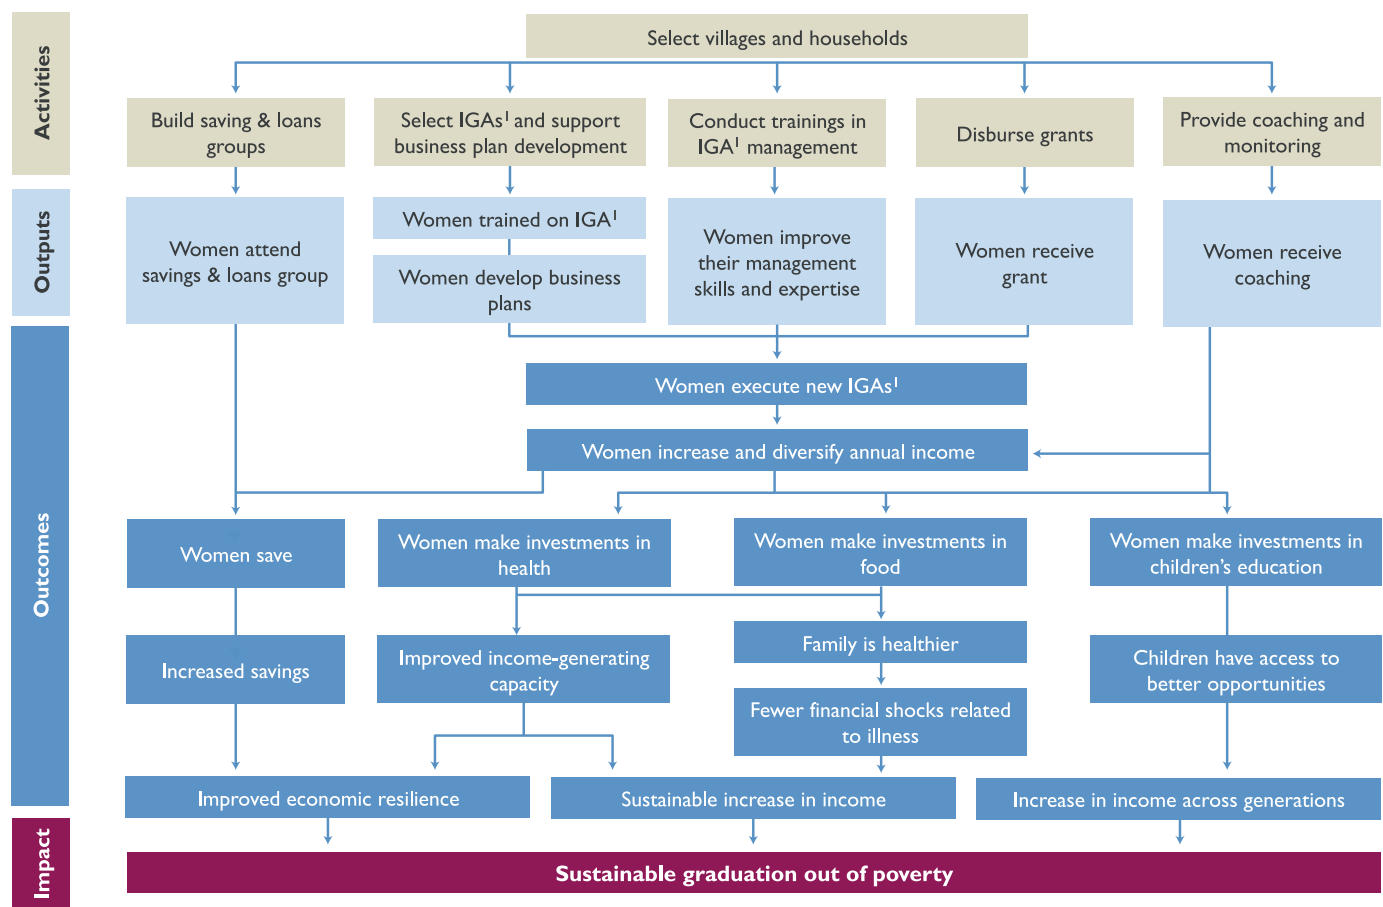 Activities
Select villages and households
Build saving & loans
groups
Select IGAs¹ and support
business plan development
Conduct trainings in
IGA¹ management
Disburse grants
Provide coaching and
monitoring
Outputs
Women attend
savings & loans group
Women trained on IGA¹
Women develop business
plans
Women improve
their management
skills and expertise
Women receive
grant
Women receive
coaching
Outcomes
Women execute new IGAs¹
Women increase and diversify annual income
Women save
Women make investments in
health
Women make investments in
food
Women make investments in
children’s education
Increased savings
Improved income-generating
capacity
Family is healthier
Children have access to
better opportunities
Fewer financial shocks related
to illness
Improved economic resilience
Sustainable increase in income
Increase in income across generations
Impact
Sustainable graduation out of poverty